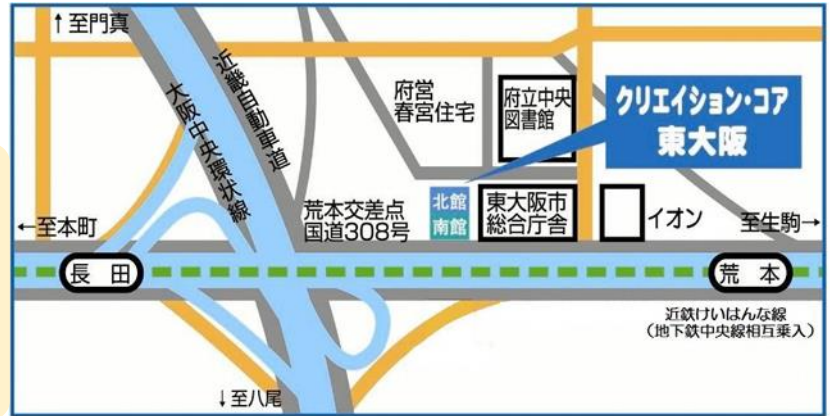 ↑至門真
近畿自動車道
大阪中央環状線
府営
春宮住宅
府立中央
図書館
クリエイション・コア
東大阪
荒本交差点
国道308号
北館
南館
東大阪市
総合庁舎
イオン
←至本町
至生駒→
長田
荒本
近鉄けいはんな線
（地下鉄中央線相互乗入）
↓至八尾